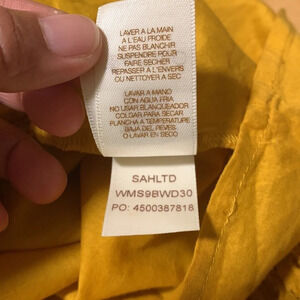 LAVER A LA MAIN
A L'EAU FROIDE
NE PAS BLANCHIR
SUSPENDRE POUR
FAIRE SECHER
REPASSER A L'ENVERS
OU NETTOYER A SEC
LAVAR A MANO
CON AGUA FRIA
NO USAR BLANQUEADOR
COLGAR PARA SECAR
PLANCHA A TEMPERATURA
BAJA DEL REVES
O LAVAR EN SECO
SAHLTD
WMS9BWD30
PO: 4500387818